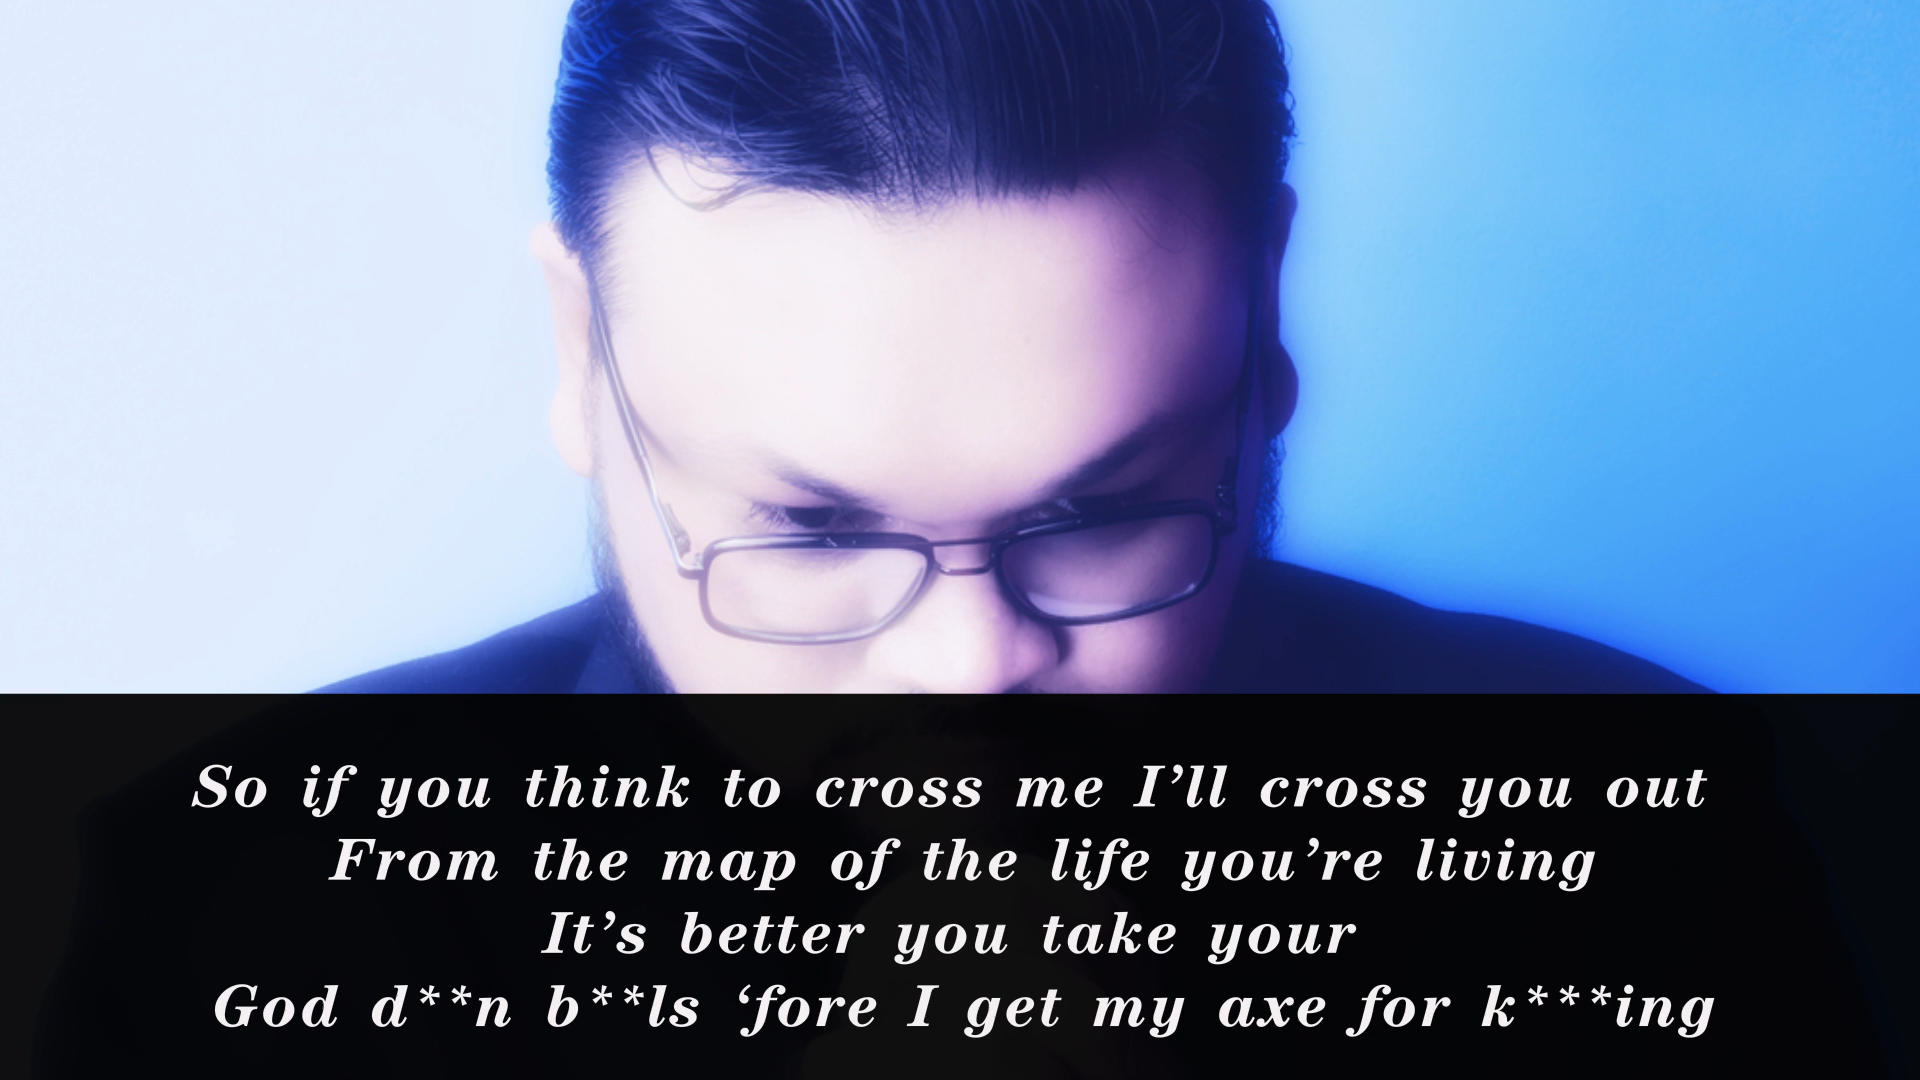 So if you think to cross me I’ll cross you out
From the map of the life you’re living
It’s better you take your
God d**n b**ls ‘fore I get my axe for k***ing